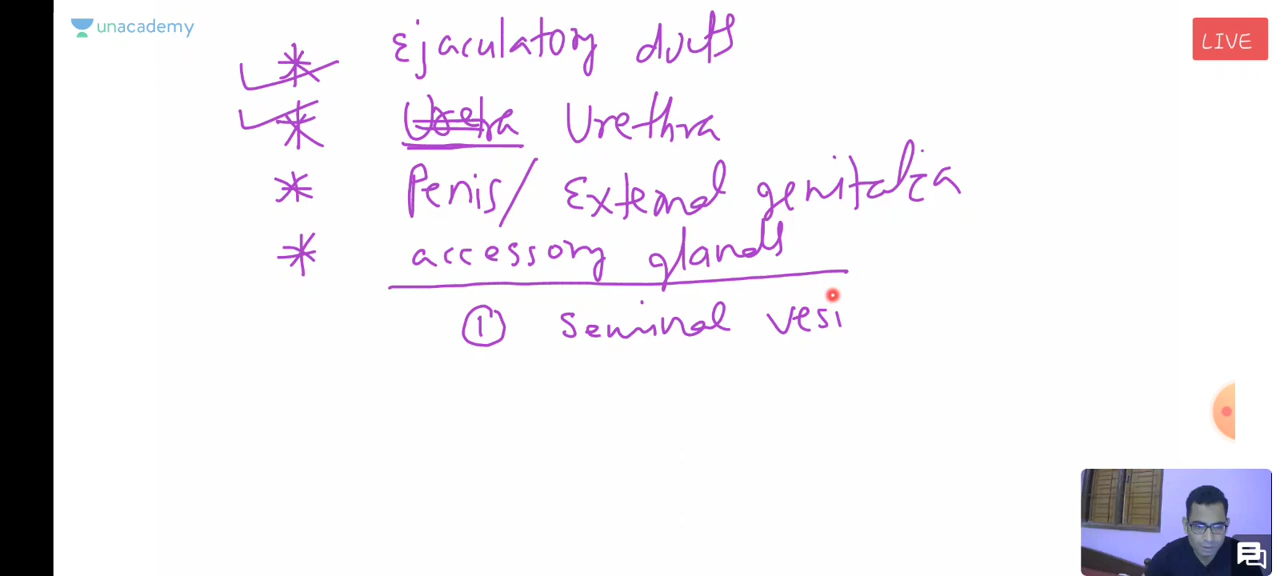 unacademy
LIVE
Ejaculatory ducts
Urethra
Penis/ External genitalia
accessory glands
① Seminal vesi